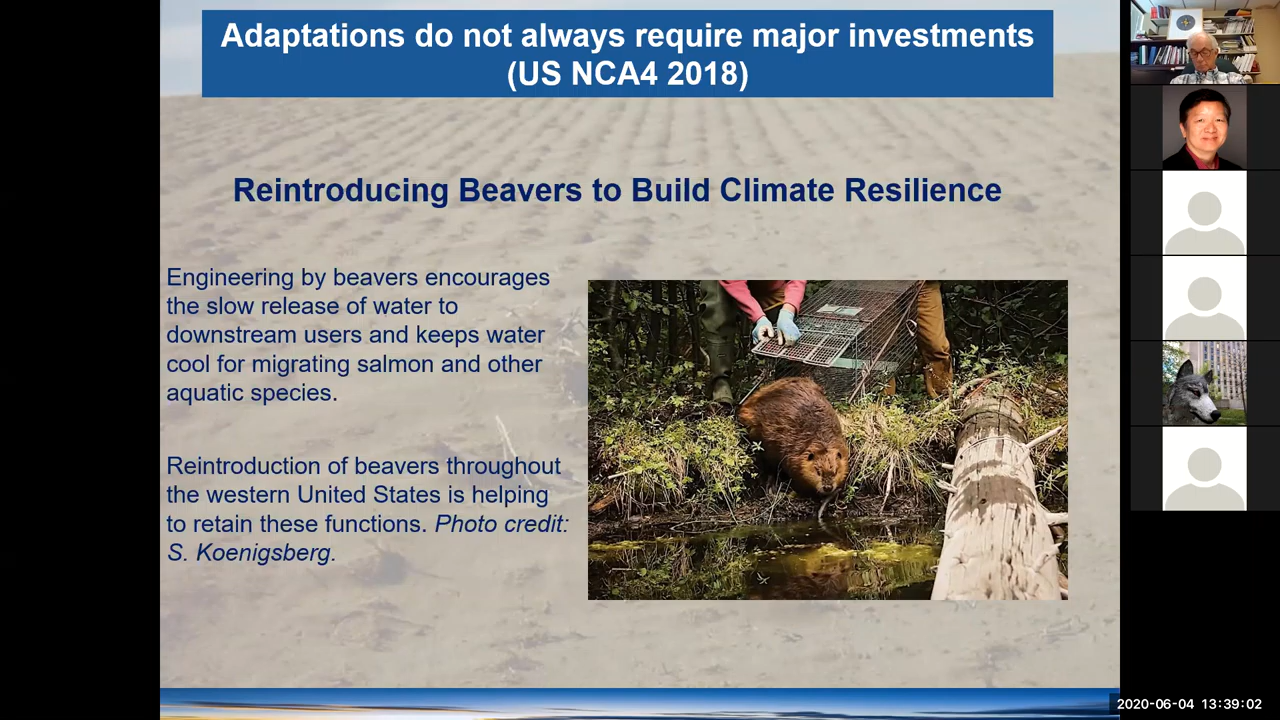 Adaptations do not always require major investments
(US NCA4 2018)
Reintroducing Beavers to Build Climate Resilience
Engineering by beavers encourages
the slow release of water to
downstream users and keeps water
cool for migrating salmon and other
aquatic species.
Reintroduction of beavers throughout
the western United States is helping
to retain these functions. Photo credit:
S. Koenigsberg.
2020-06-04 13:39:02